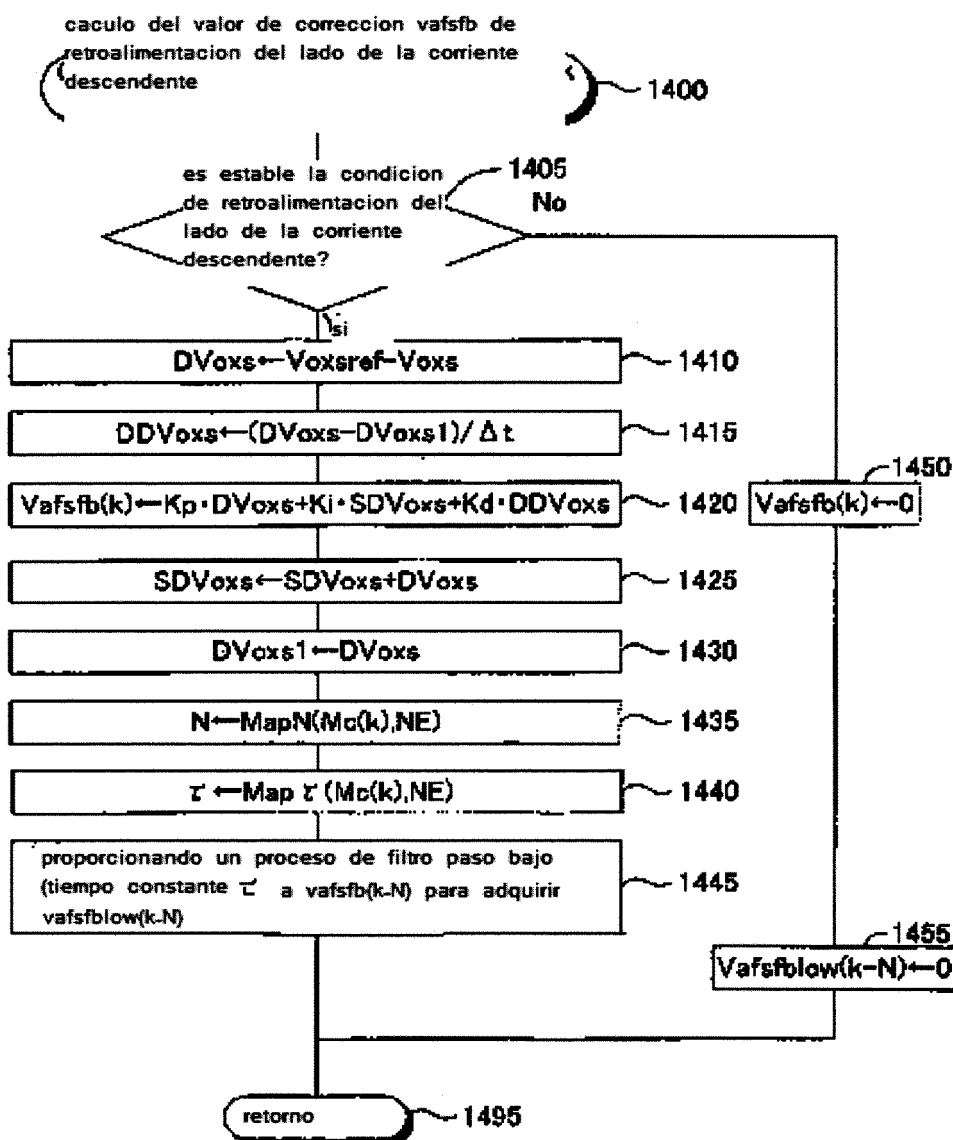 caculo del valor de correccion vafsfb de
retroalimentacion del lado de la corriente
descendente
1400
es estable la condicion
de retroalimentacion del
lado de la corriente
descendente?
1405
No
si
DVoxs←Voxsref-Voxs
1410
DDVoxs←(DVoxs-DVoxs1)/Δt
1415
Vafsfb(k)←Kp・DVoxs+Ki・SDVoxs+Kd・DDVoxs
1420
1450
Vafsfb(k)←0
SDVoxs←SDVoxs+DVoxs
1425
DVoxs1←DVoxs
1430
N←MapN(Mc(k),NE)
1435
τ←Map τ(Mc(k),NE)
1440
proporcionando un proceso de filtro paso bajo
(tiempo constante τ a vafsfb(k-N) para adquirir
vafsfblow(k-N)
1445
1455
Vafsfblow(k-N)←0
retorno
1495